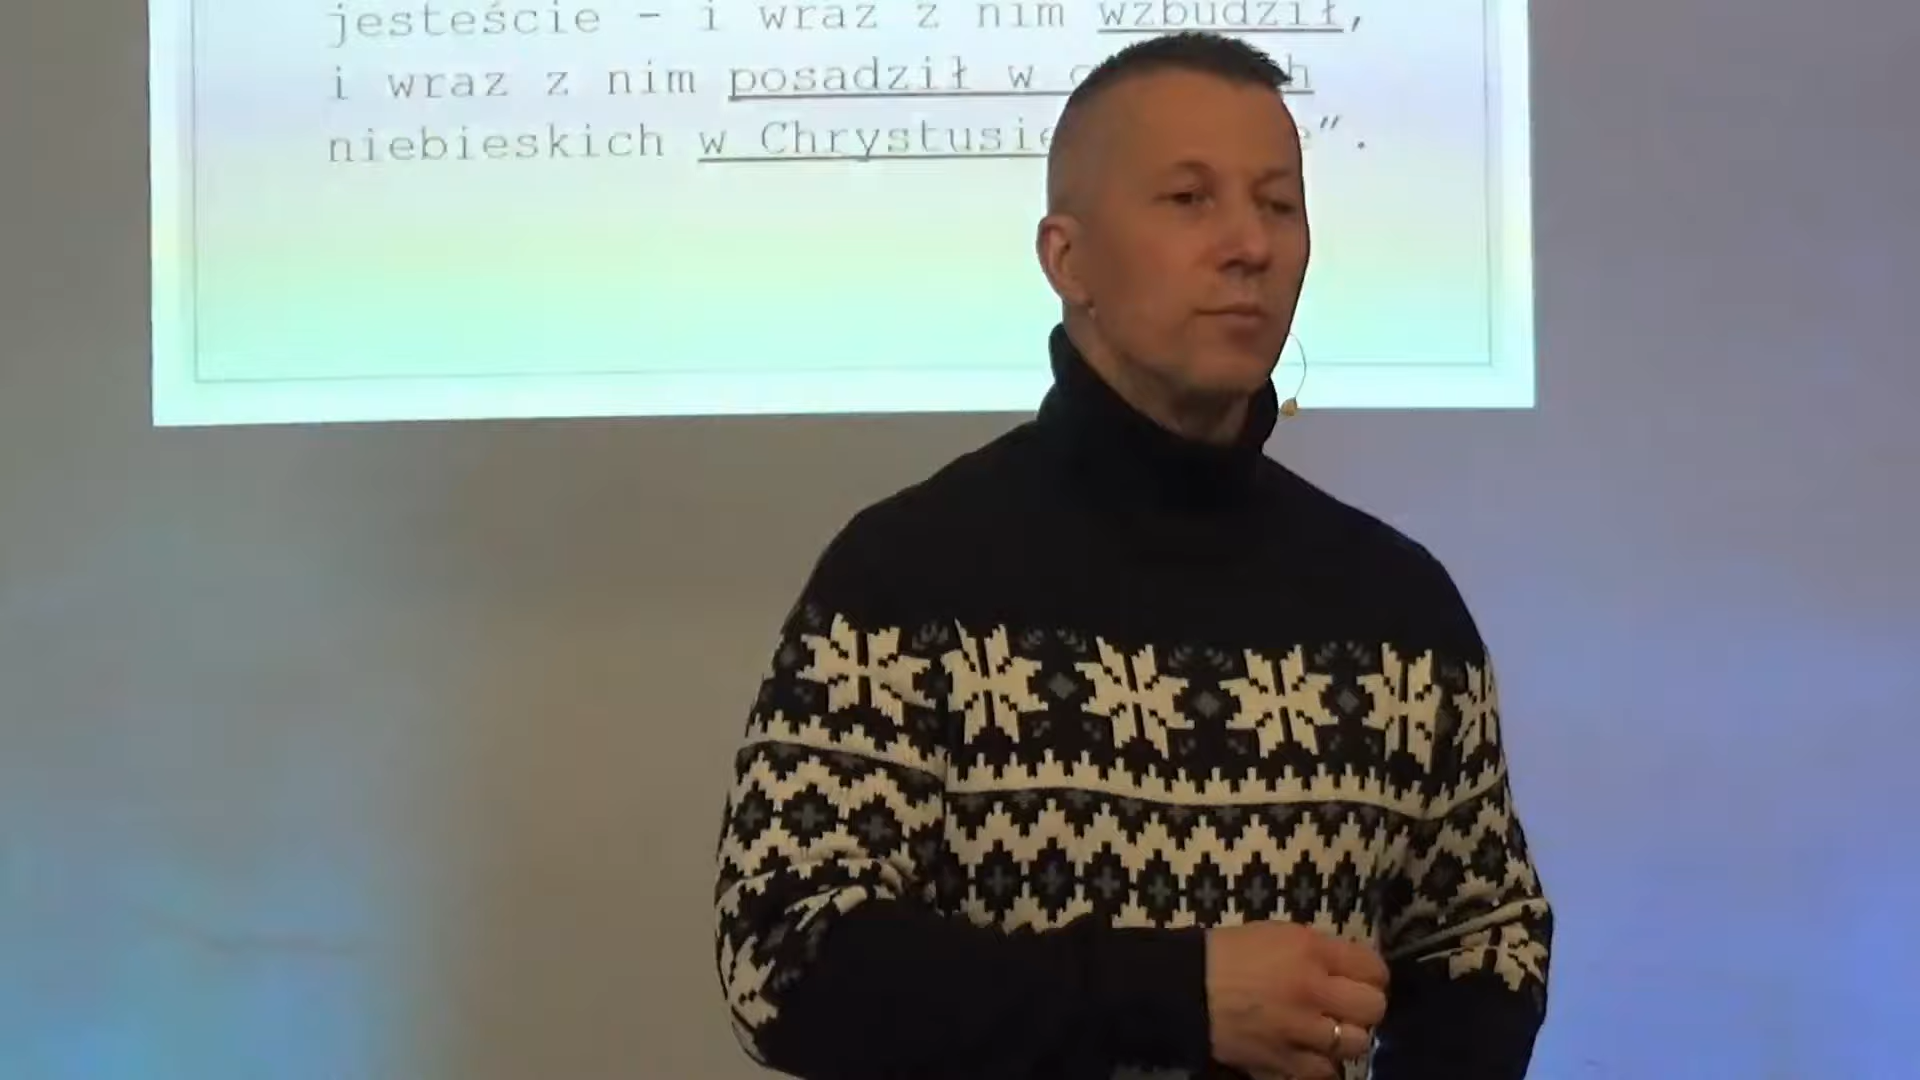 jesteście – i wraz z nim wzbudził,
i wraz z nim posadził w
niebieskich w Chrystusie ”.